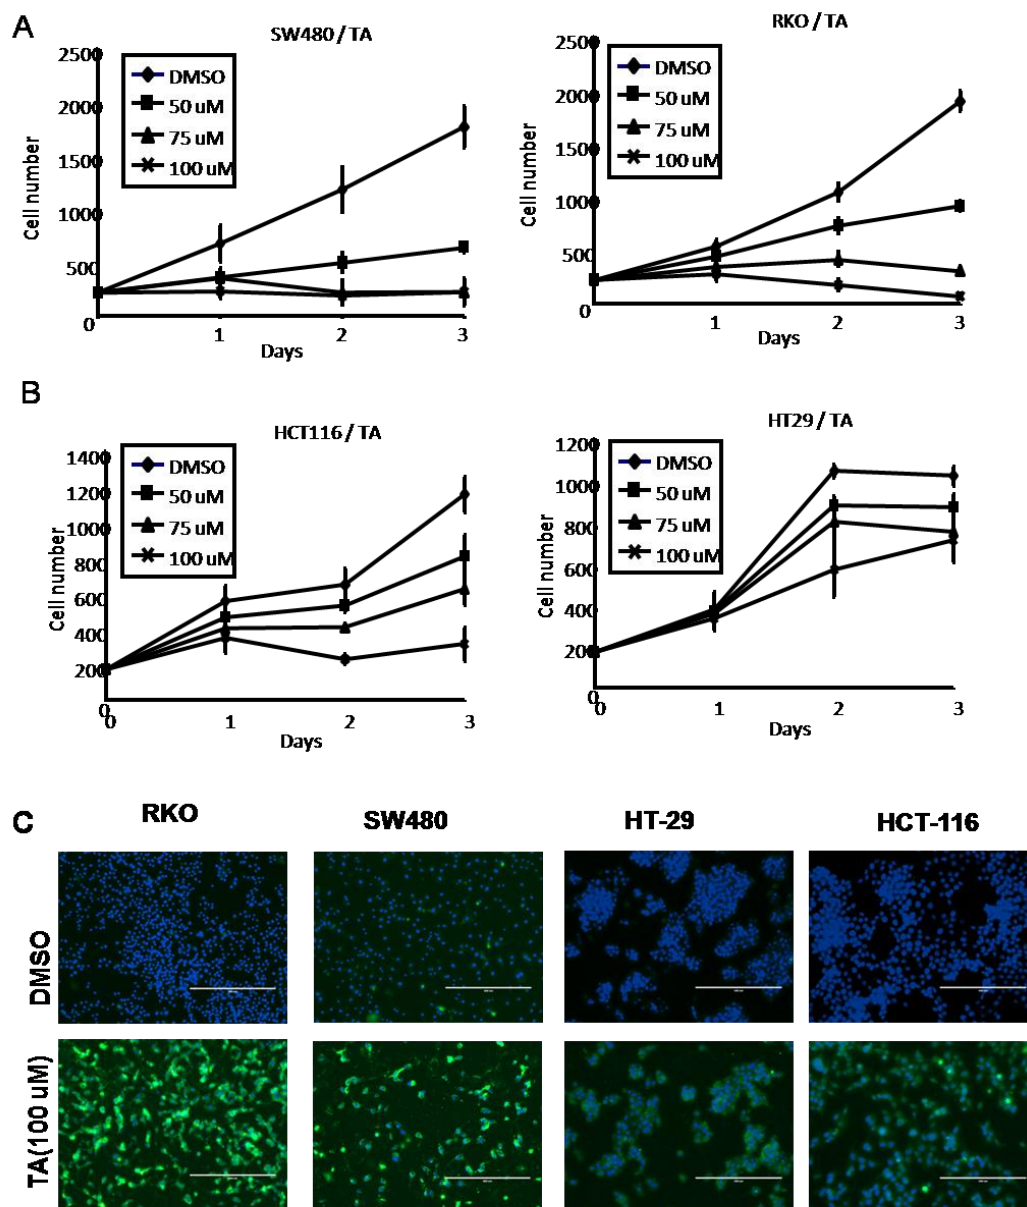 A
SW480 / TA
RKO / TA
2500
2000
1500
1000
500
0
Cell number
DMSO
50 uM
75 uM
100 uM
1
2
3
Days
2500
2000
1500
1000
500
0
Cell number
DMSO
50 uM
75 uM
100 uM
1
2
3
Days
B
HCT116 / TA
HT29 / TA
1400
1200
1000
800
600
400
200
0
Cell number
DMSO
50 uM
75 uM
100 uM
0
1
2
3
Days
1200
1000
800
600
400
200
0
Cell number
DMSO
50 uM
75 uM
100 uM
0
1
2
3
Days
C
RKO
SW480
HT-29
HCT-116
DMSO
TA(100 uM)